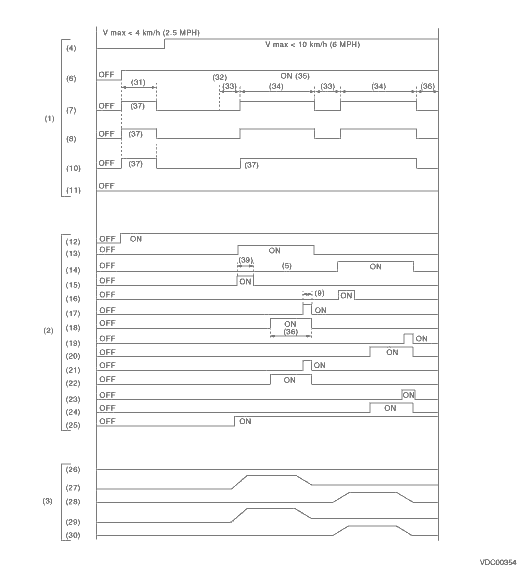 V max < 4 km/h (2.5 MPH)
V max < 10 km/h (6 MPH)
(4)
(6) OFF ON (35)
(31) (32) (33) (34) (33) (34) (36)
(7) OFF (37)
(1)
(8) OFF (37)
(10) OFF (37) (37)
(11) OFF
(12) OFF ON
(13) OFF ON
(14) OFF (39) (5) ON
(15) OFF ON
(16) OFF (9) ON
(17) OFF ON
(2)
(18) OFF ON
(36)
(19) OFF ON
(20) OFF ON
(21) OFF ON
(22) OFF ON
(23) OFF ON
(24) OFF ON
(25) OFF ON
(26)
(27)
(3)
(28)
(29)
(30)
VDC00354